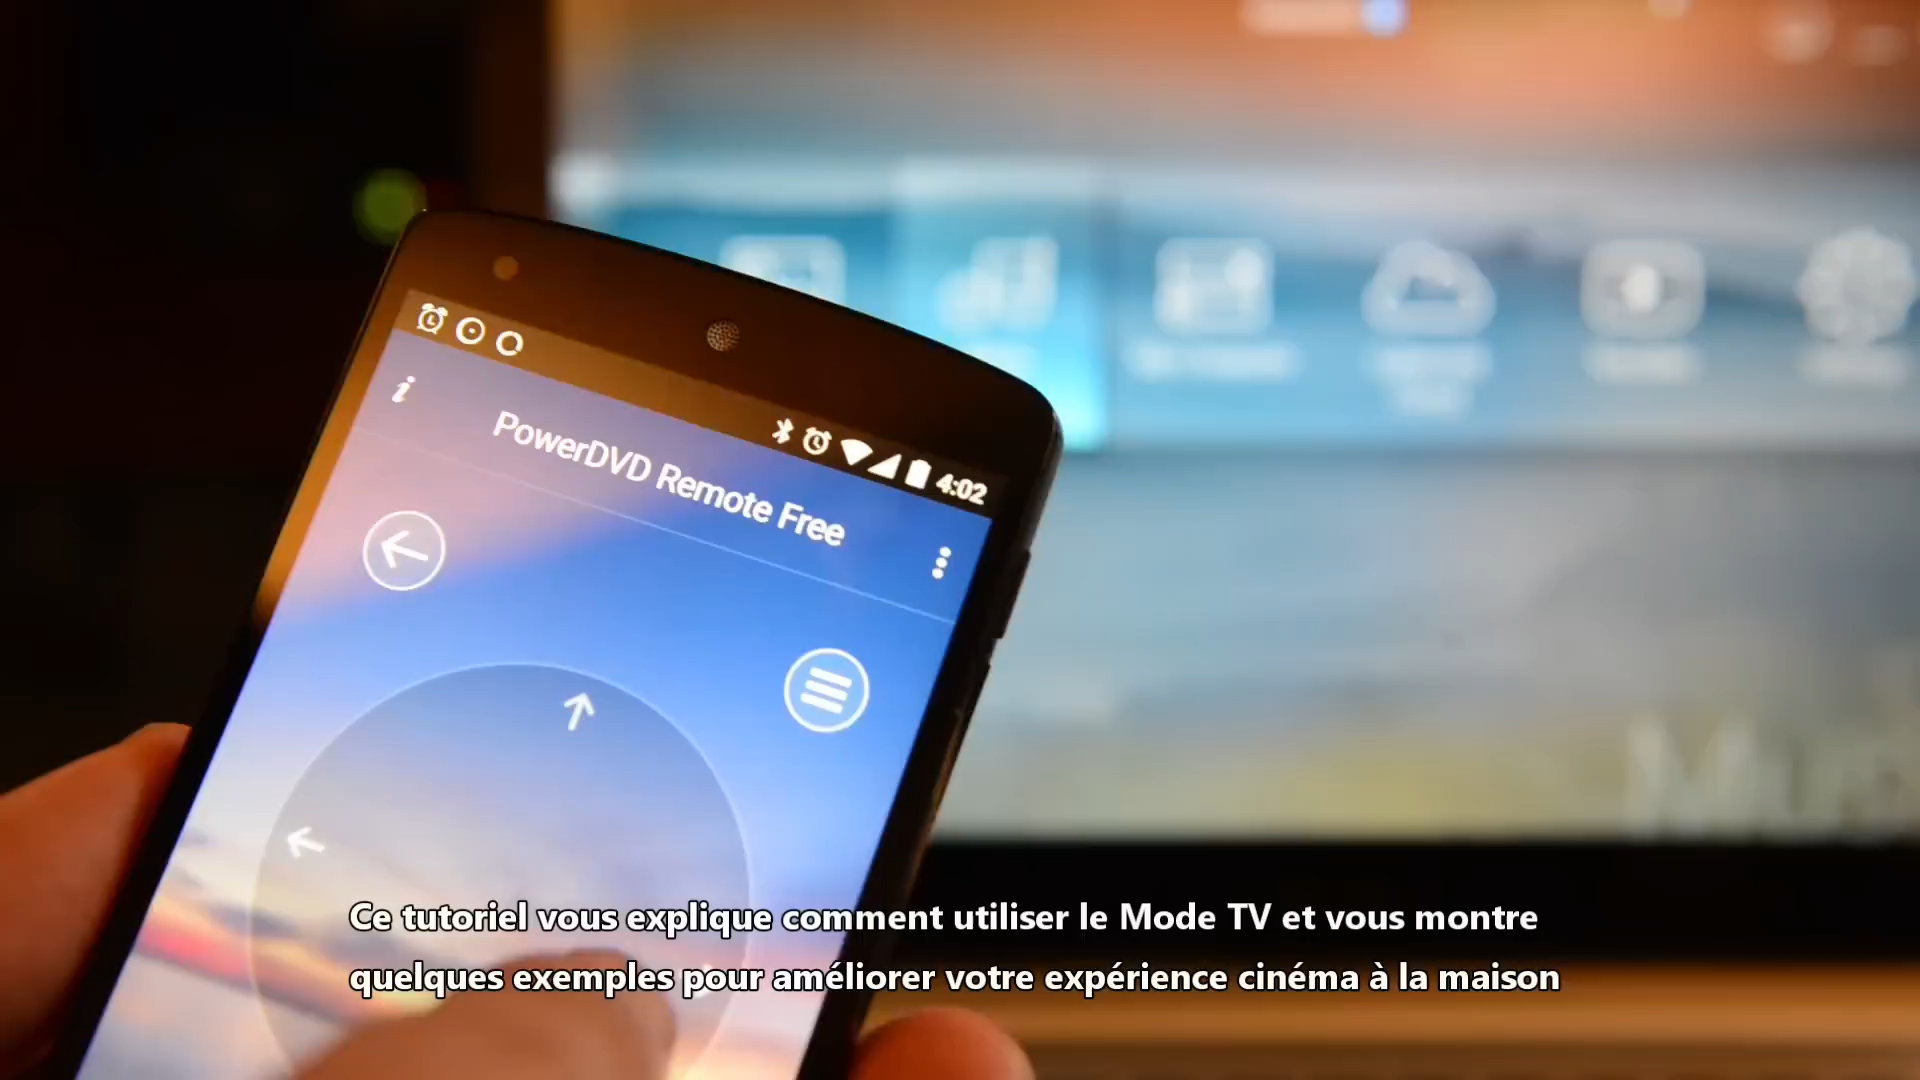 4:02
PowerDVD Remote Free
Ce tutoriel vous explique comment utiliser le Mode TV et vous montre
quelques exemples pour améliorer votre expérience cinéma à la maison